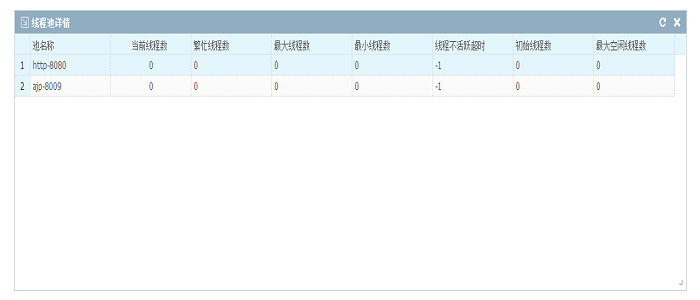 线程池详情
池名称 当前线程数 繁忙线程数 最大线程数 最小线程数 线程不活跃超时 初始线程数 最大空闲线程数
1 http-8080 0 0 0 0 -1 0 0
2 ajp-8009 0 0 0 0 -1 0 0